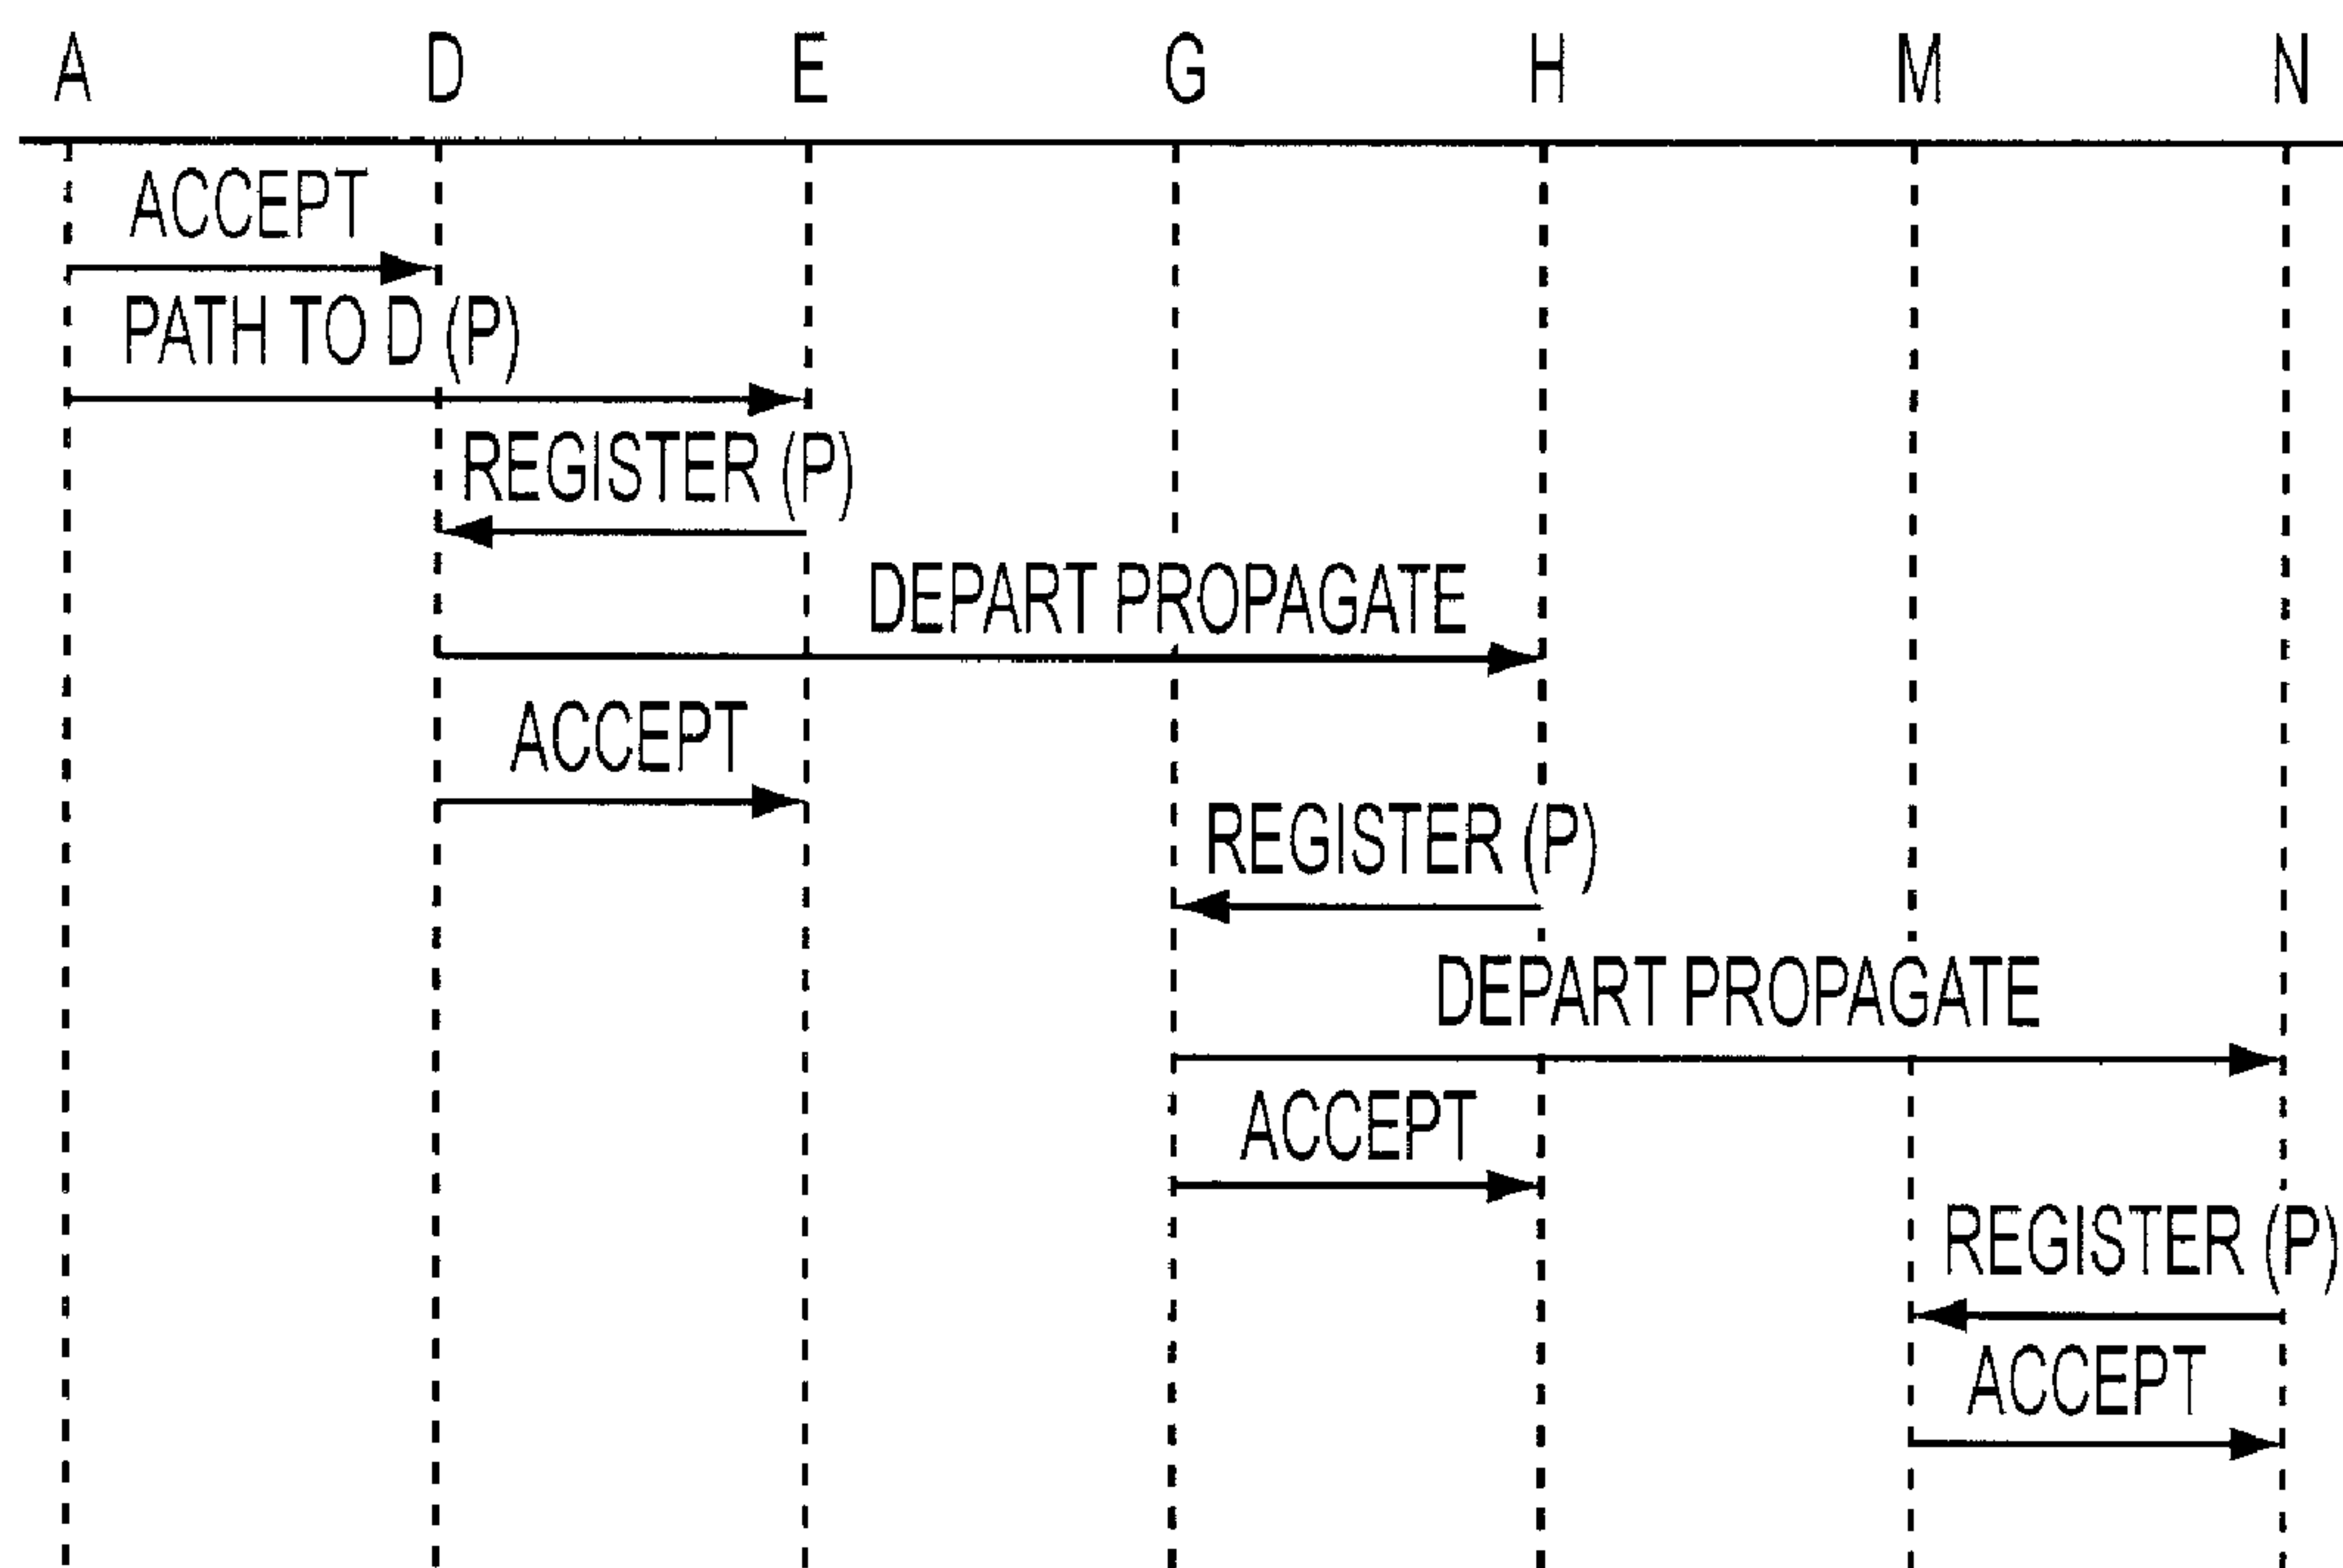 A D E G H M N
ACCEPT
PATH TO D (P)
REGISTER (P)
DEPART PROPAGATE
ACCEPT
REGISTER (P)
DEPART PROPAGATE
ACCEPT
REGISTER (P)
ACCEPT